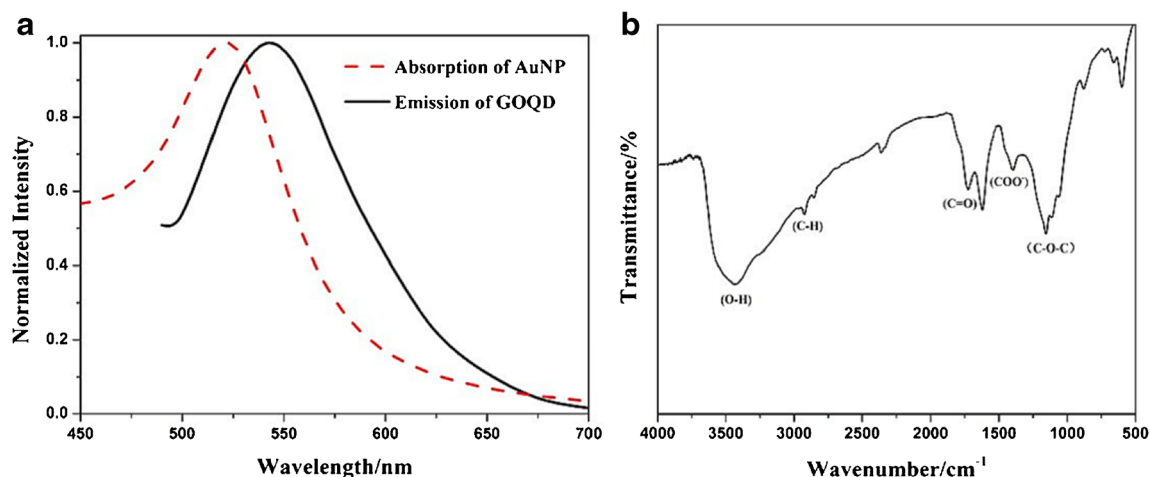 a
1.0
0.8
0.6
0.4
0.2
0.0
Normalized Intensity
Absorption of AuNP
Emission of GOQD
450 500 550 600 650 700
Wavelength/nm
b
Transmittance/%
(O-H)
(C-H)
(C=O)
(COO⁻)
(C-O-C)
4000 3500 3000 2500 2000 1500 1000 500
Wavenumber/cm⁻¹